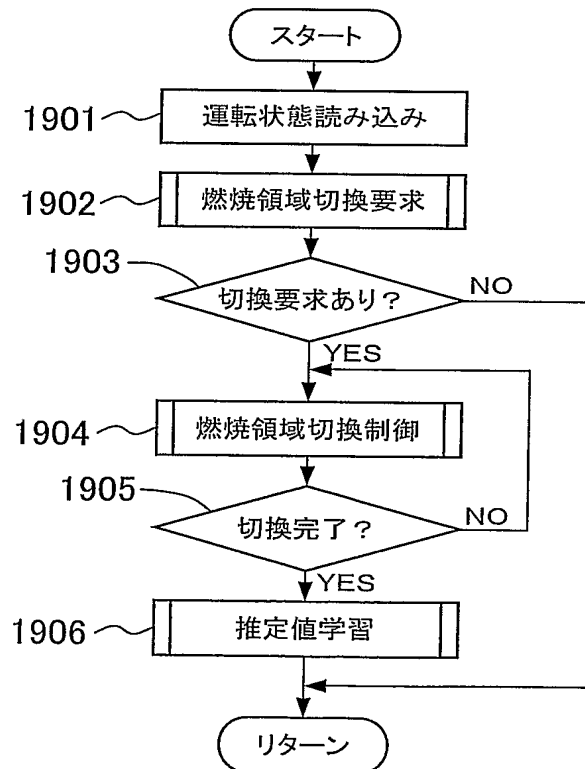 スタート
1901
運転状態読み込み
1902
燃焼領域切換要求
1903
切換要求あり？
NO
YES
1904
燃焼領域切換制御
1905
切換完了？
NO
YES
1906
推定値学習
リターン